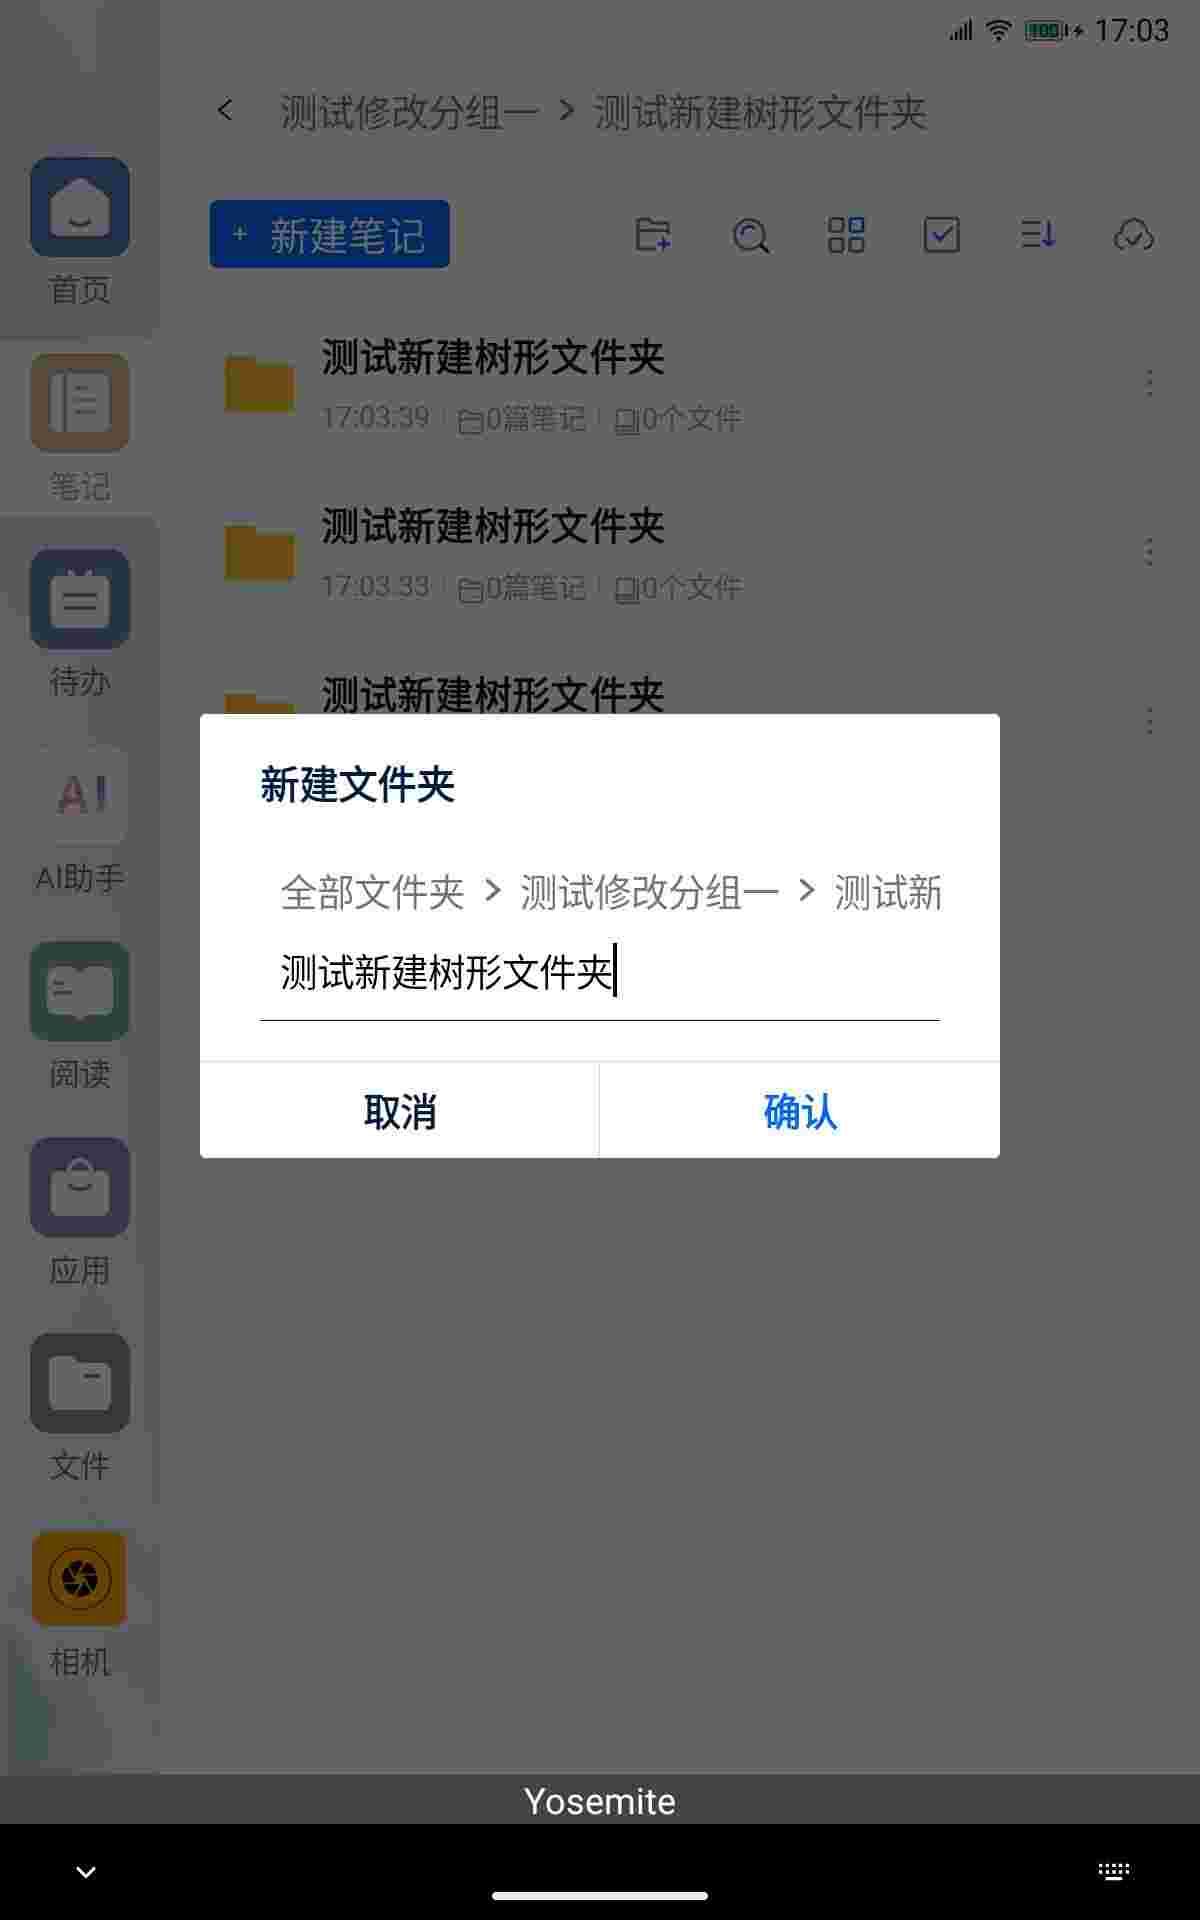 100 17:03
测试修改分组一 > 测试新建树形文件夹
+ 新建笔记
首页
测试新建树形文件夹
17:03:39 | 0篇笔记 | 0个文件
笔记
测试新建树形文件夹
17:03:33 | 0篇笔记 | 0个文件
待办
测试新建树形文件夹
新建文件夹
AI
AI助手
全部文件夹 > 测试修改分组一 > 测试新
测试新建树形文件夹
阅读
取消 确认
应用
文件
相机
Yosemite